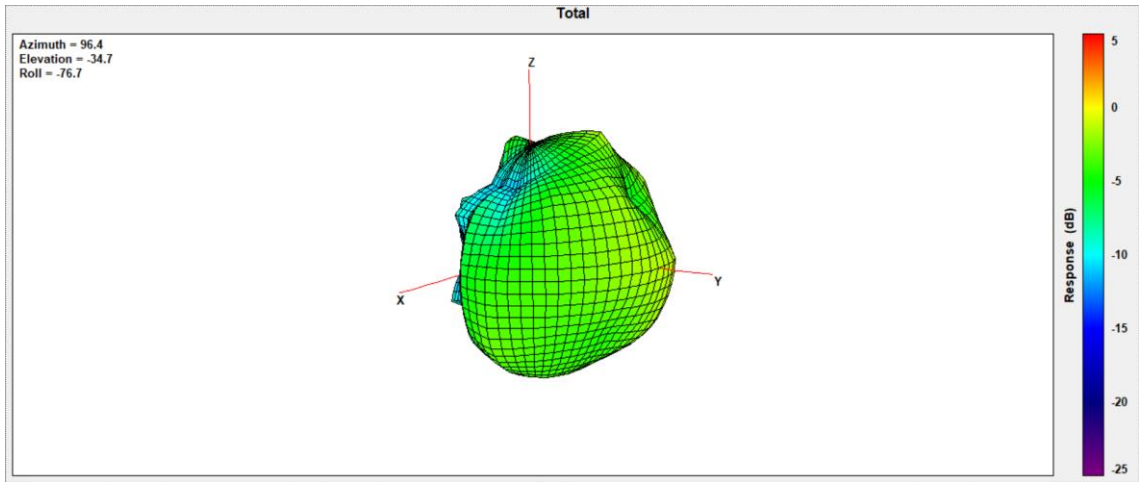 Total
Azimuth = 96.4
Elevation = -34.7
Roll = -76.7
Z
X
Y
5
0
-5
-10
-15
-20
-25
Response (dB)